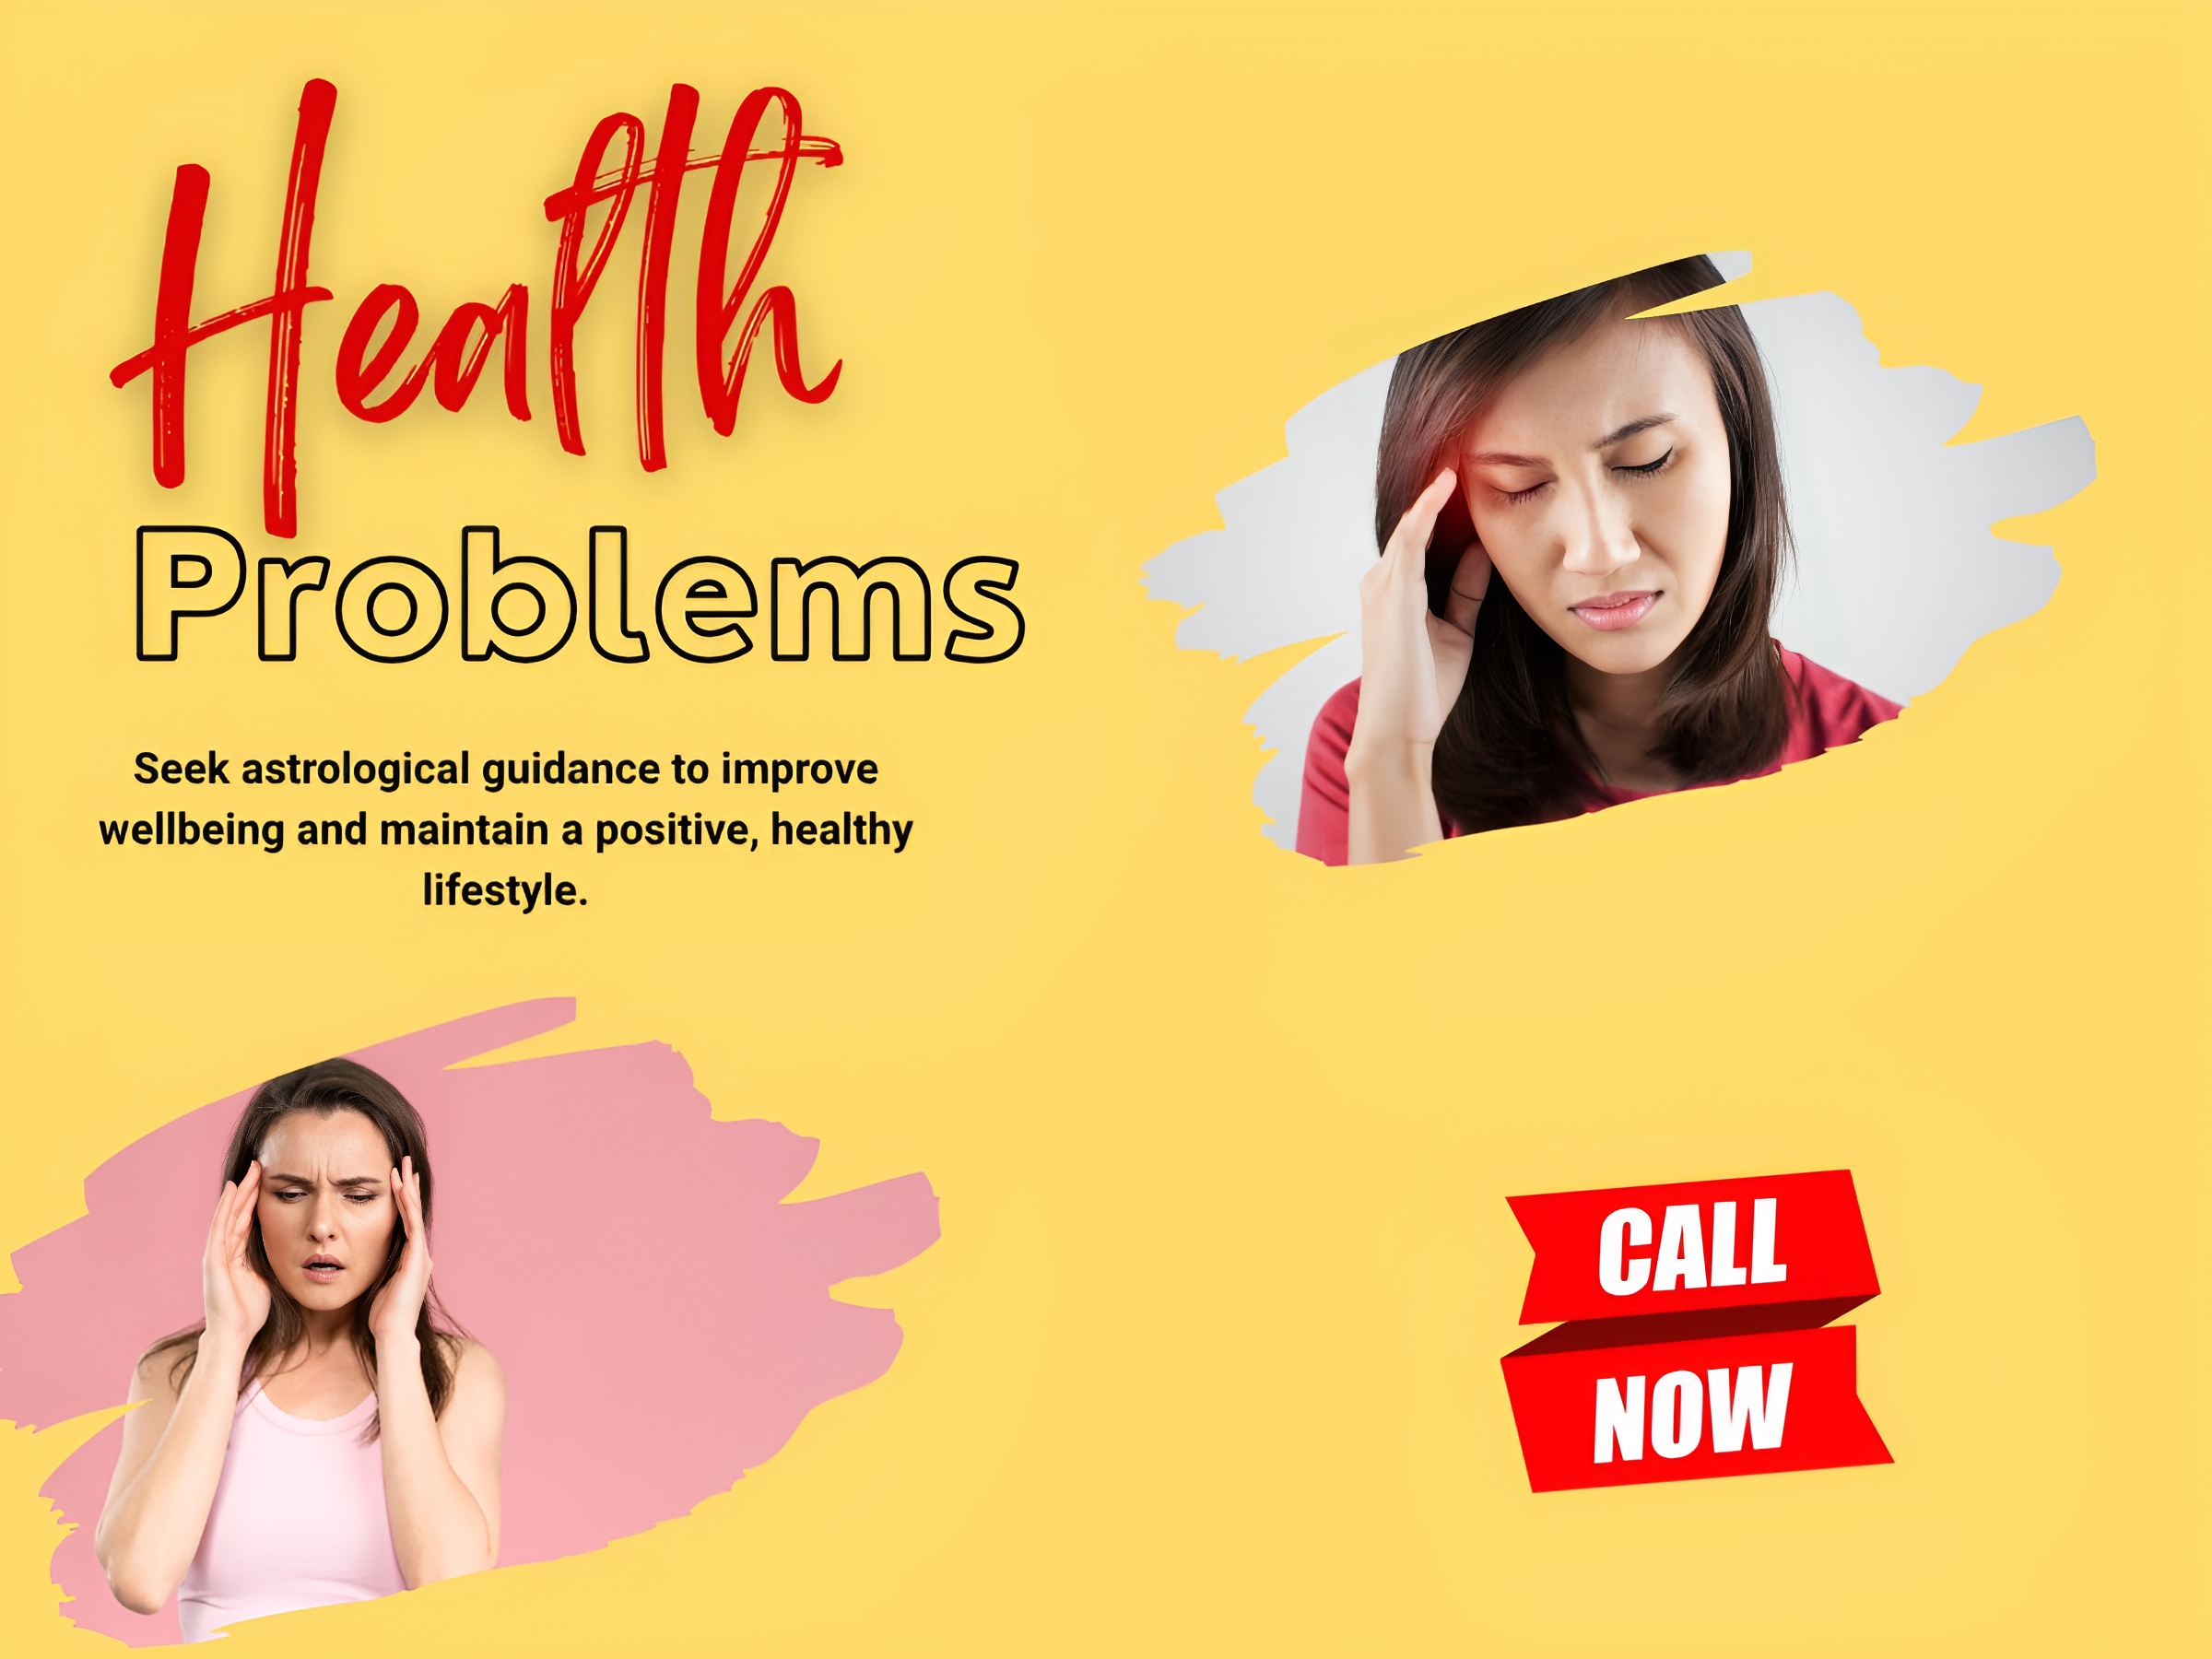 Health
Problems
Seek astrological guidance to improve
wellbeing and maintain a positive, healthy
lifestyle.
CALL
NOW